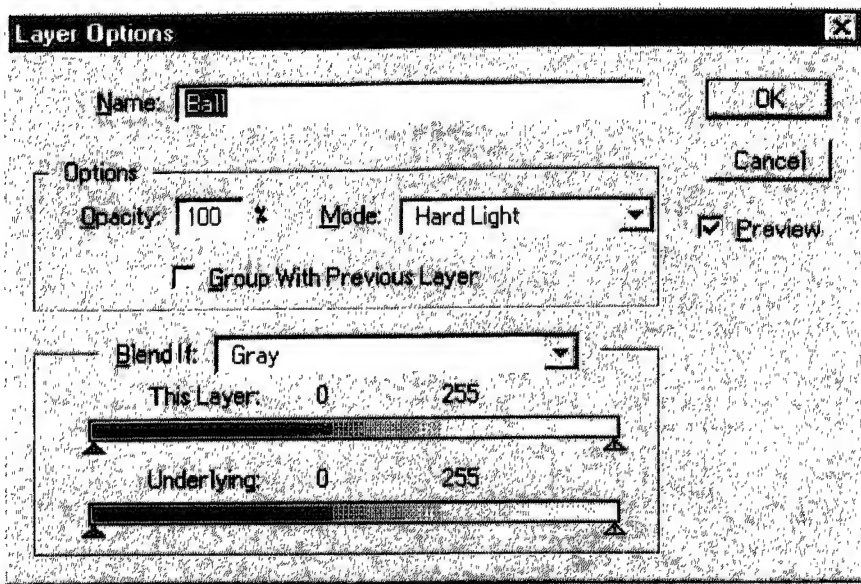 Layer Options
Name: Ball
OK
Cancel
Options
Opacity: 100 % Mode: Hard Light
Preview
Group With Previous Layer
Blend If: Gray
This Layer: 0 255
Underlying: 0 255